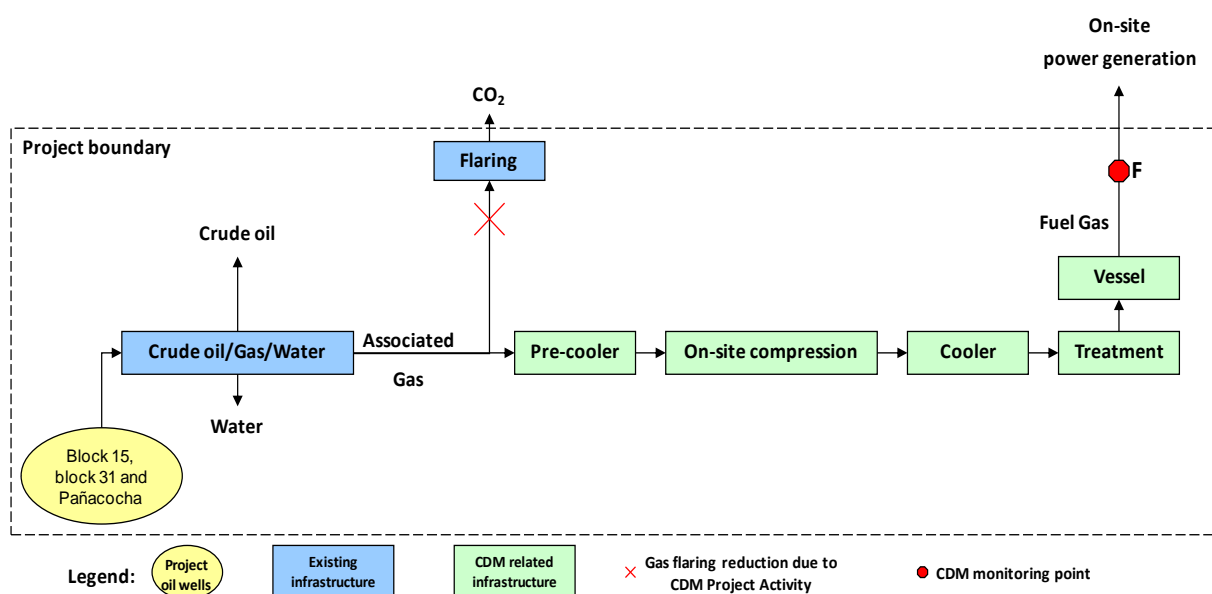 On-site
power generation
CO₂
Project boundary
Flaring
F
Fuel Gas
Crude oil
Vessel
Crude oil/Gas/Water
Associated
Gas
Pre-cooler
On-site compression
Cooler
Treatment
Water
Block 15,
block 31 and
Pañacocha
Legend:
Project
oil wells
Existing
infrastructure
CDM related
infrastructure
Gas flaring reduction due to
CDM Project Activity
CDM monitoring point